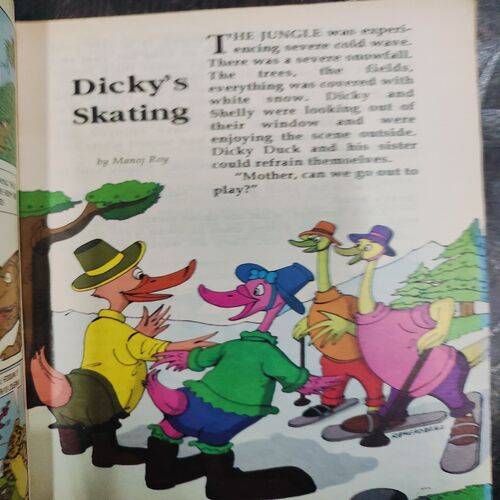 Dicky's
Skating
by Manoj Roy
THE JUNGLE was experi-
encing severe cold wave.
There was a severe snowfall.
The trees, the fields,
everything was covered with
white snow. Dicky and
Shelly were looking out of
their window and were
enjoying the scene outside.
Dicky Duck and his sister
could refrain themselves.
"Mother, can we go out to
play?"